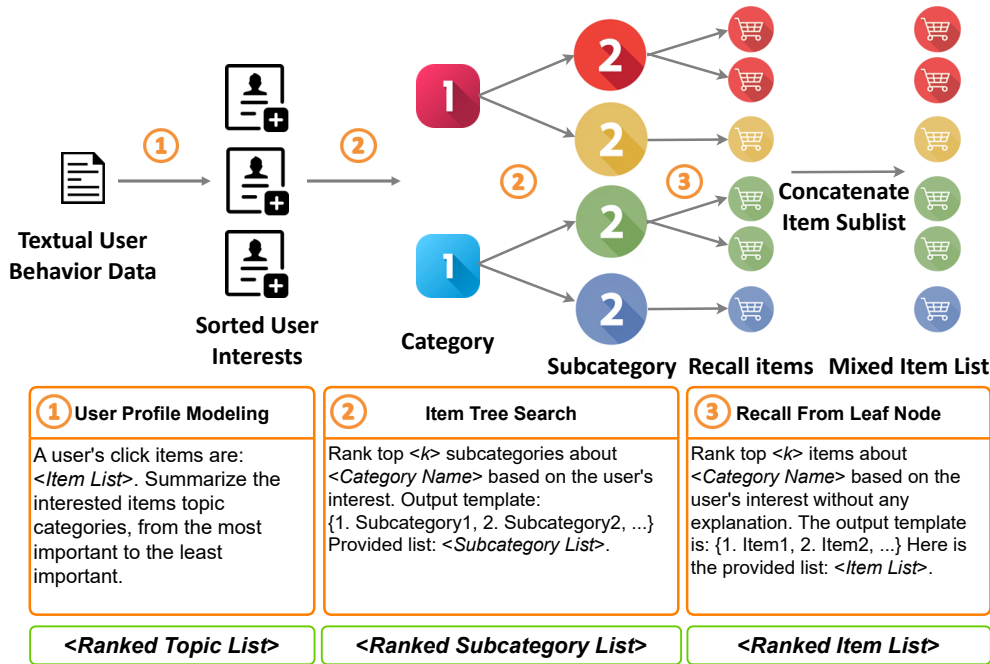 1
2
1
2
2
2
3
2
1
2
Concatenate
Item Sublist
Textual User
Behavior Data
Sorted User
Interests
Category
Subcategory
Recall items
Mixed Item List
1 User Profile Modeling
A user's click items are:
<Item List>. Summarize the
interested items topic
categories, from the most
important to the least
important.
<Ranked Topic List>
2 Item Tree Search
Rank top <k> subcategories about
<Category Name> based on the user's
interest. Output template:
{1. Subcategory1, 2. Subcategory2, ...}
Provided list: <Subcategory List>.
<Ranked Subcategory List>
3 Recall From Leaf Node
Rank top <k> items about
<Category Name> based on the
user's interest without any
explanation. The output template
is: {1. Item1, 2. Item2, ...} Here is
the provided list: <Item List>.
<Ranked Item List>